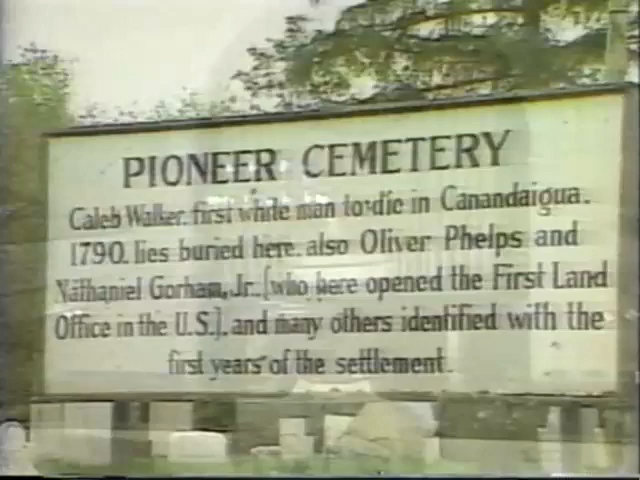 PIONEER CEMETERY
Caleb Walker, first white man to die in Canandaigua.
1790. lies buried here. also Oliver Phelps and
Nathaniel Gorham, Jr., [who here opened the First Land
Office in the U.S.]. and many others identified with the
first years of the settlement.